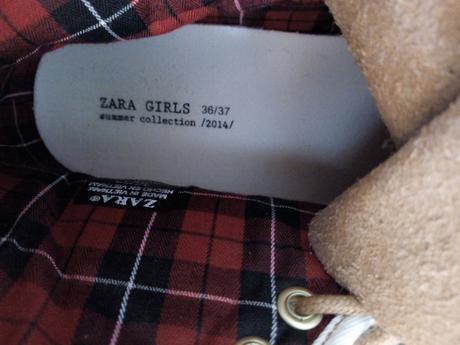 ZARA GIRLS 36/37
summer collection /2014/
ZARA®
MADE IN VIETNAM
HECHO EN VIETNAM